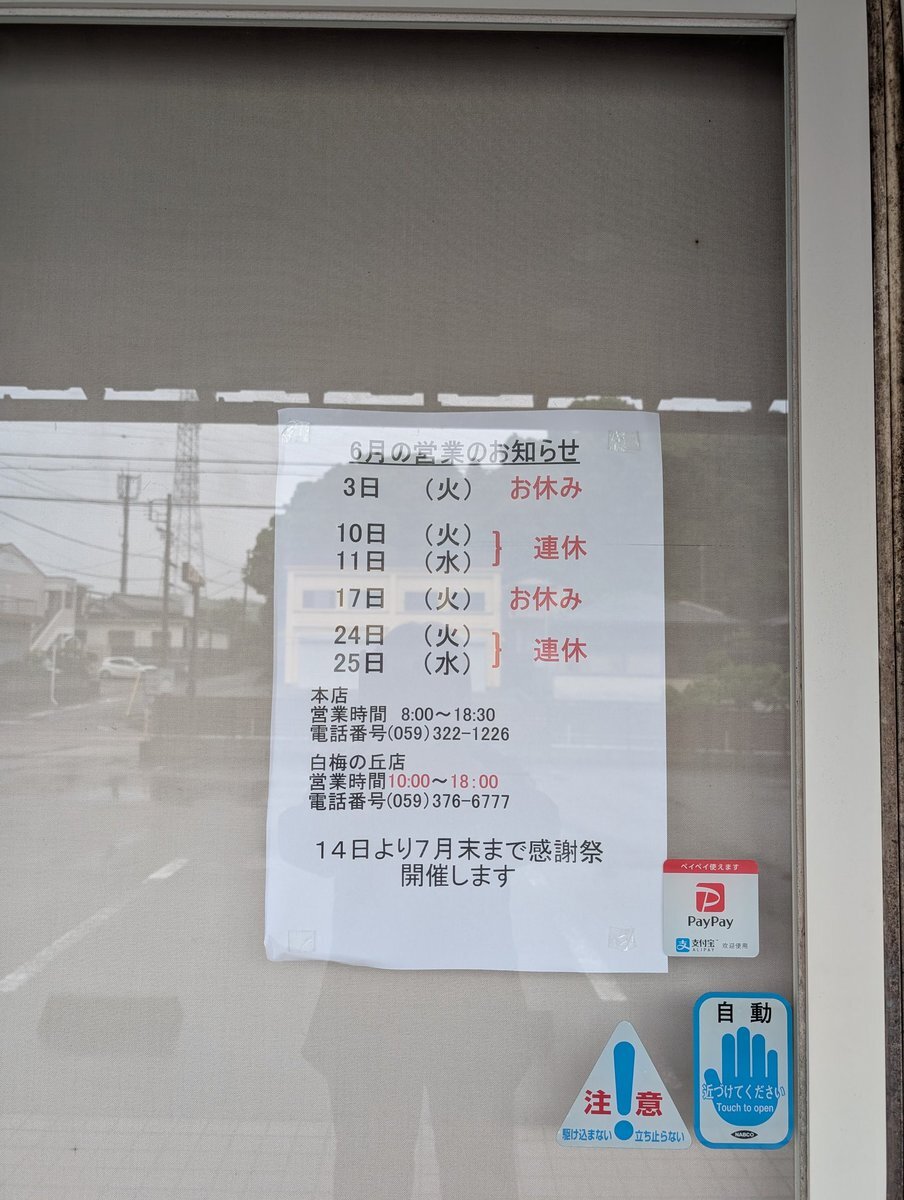 6月の営業のお知らせ
3日 （火） お休み
10日 （火）
11日 （水） } 連休
17日 （火） お休み
24日 （火）
25日 （水） } 連休
本店
営業時間 8:00～18:30
電話番号(059)322-1226
白梅の丘店
営業時間10:00～18:00
電話番号(059)376-6777
14日より7月末まで感謝祭
開催します
ペイペイ使えます
PayPay
支付宝 ALIPAY 欢迎使用
自動
近づけてください
Touch to open
NABCO
注意
駆け込まない 立ち止らない